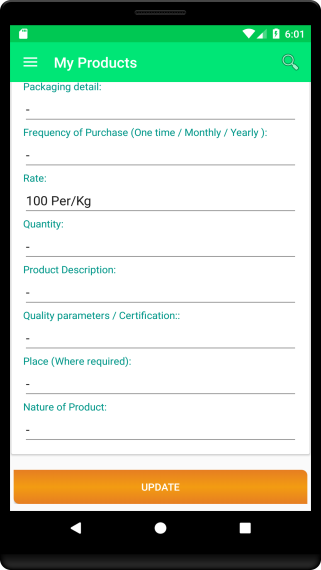 6:01
My Products
Packaging detail:
-
Frequency of Purchase (One time / Monthly / Yearly ):
-
Rate:
100 Per/Kg
Quantity:
-
Product Description:
-
Quality parameters / Certification::
-
Place (Where required):
-
Nature of Product:
-
UPDATE